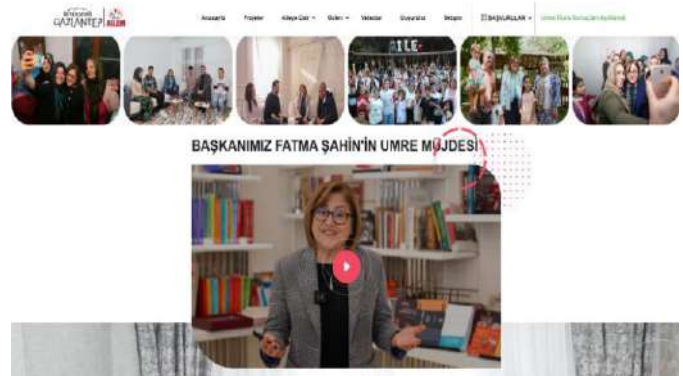 GAZİANTEP
Anasayfa Projeler Aileye Dair Galeri Videolar Duyurular İletişim BAŞVURULAR
AİLE
BAŞKANIMIZ FATMA ŞAHİN'İN UMRE MÜJDESİ